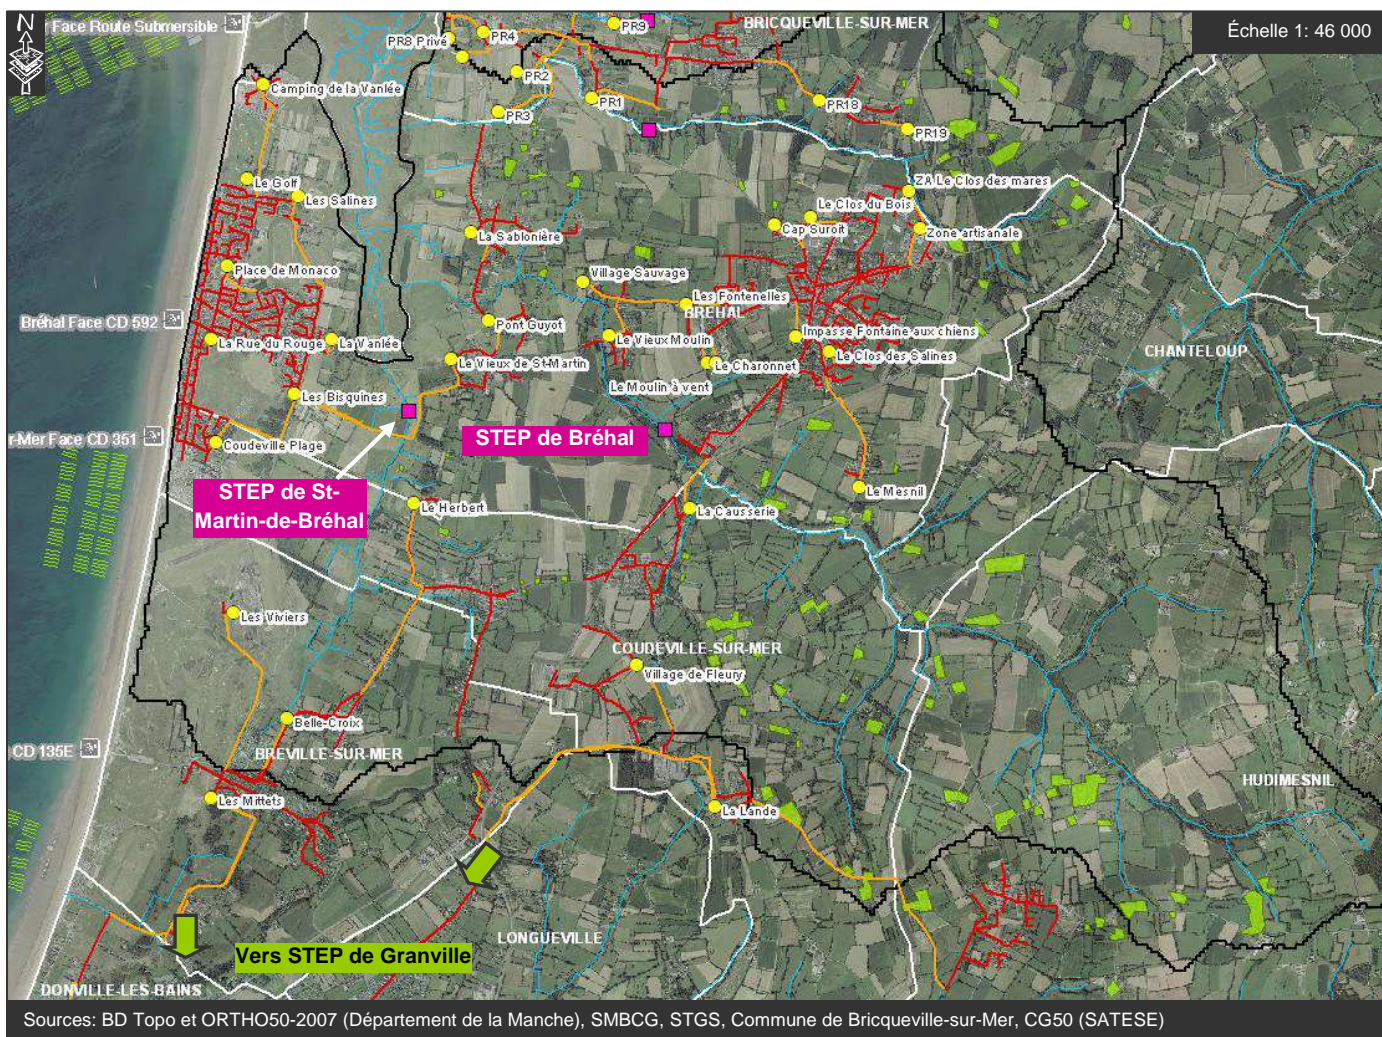 Face Route Submersible
BRICQUEVILLE-SUR-MER
Échelle 1: 46 000
PR9
PR4
PR8 Privé
PR2
Camping de la Vanlée
PR1
PR3
PR18
PR19
Le Golf
ZA Le Clos des mares
Les Salines
Le Clos du Bois
Cap Suroit
Zone artisanale
La Sablonière
Place de Monaco
Village Sauvage
Les Fontenelles
BREHAL
Bréhal Face CD 592
Pont Guyot
La Rue du Rouge
La Vanlée
Le Vieux Moulin
Impasse Fontaine aux chiens
CHANTELOUP
Le Vieux de St-Martin
Le Charonnet
Le Clos des Salines
Le Moulin à vent
Les Bisquines
r-Mer Face CD 351
Coudeville Plage
STEP de Bréhal
STEP de St-
Martin-de-Bréhal
Le Herbert
La Causserie
Le Mesnil
Les Viviers
COUDEVILLE-SUR-MER
Village de Fleury
Belle-Croix
CD 135E
BREVILLE-SUR-MER
HUDIMESNIL
Les Mittets
La Lande
LONGUEVILLE
Vers STEP de Granville
DONVILLE-LES-BAINS
Sources: BD Topo et ORTHO50-2007 (Département de la Manche), SMBCG, STGS, Commune de Bricqueville-sur-Mer, CG50 (SATESE)